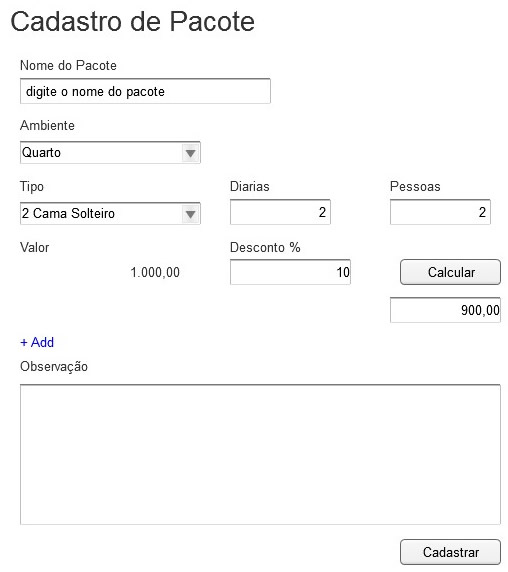 Cadastro de Pacote
Nome do Pacote
digite o nome do pacote
Ambiente
Quarto
Tipo Diarias Pessoas
2 Cama Solteiro 2 2
Valor Desconto %
1.000,00 10 Calcular
900,00
+ Add
Observação
Cadastrar